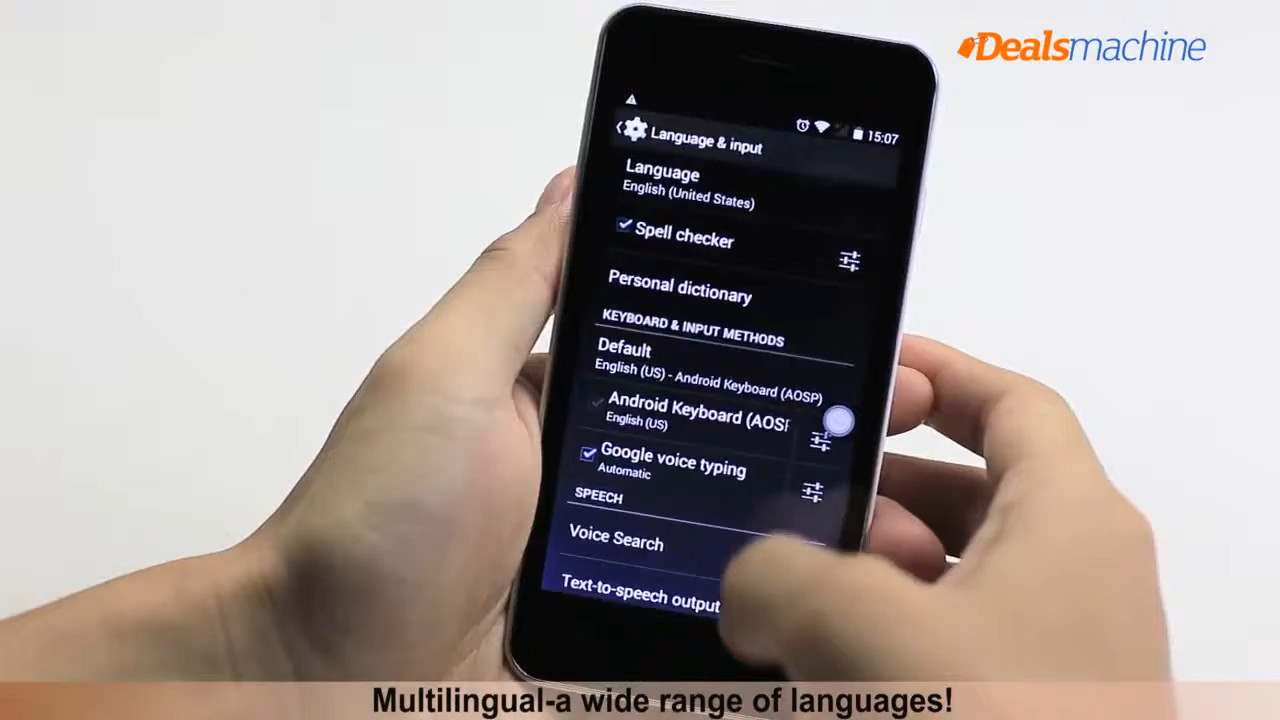 Dealsmachine
15:07
Language & input
Language
English (United States)
Spell checker
Personal dictionary
KEYBOARD & INPUT METHODS
Default
English (US) - Android Keyboard (AOSP)
Android Keyboard (AOSP
English (US)
Google voice typing
Automatic
SPEECH
Voice Search
Text-to-speech output
Multilingual-a wide range of languages!